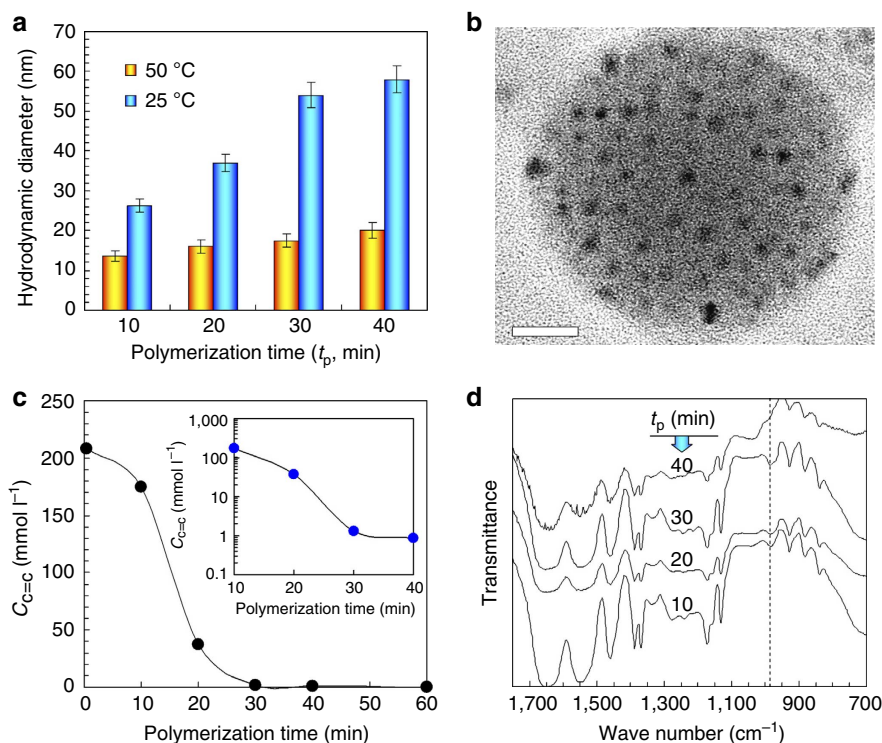 a
70
60
50
40
30
20
10
0
Hydrodynamic diameter (nm)
50 °C
25 °C
10 20 30 40
Polymerization time (tp, min)
b
c
250
200
150
100
50
0
CC=C (mmol l−1)
0 10 20 30 40 50 60
Polymerization time (min)
1,000
100
10
1
0.1
CC=C (mmol l−1)
10 20 30 40
Polymerization time (min)
d
tp (min)
40
30
20
10
Transmittance
1,700 1,500 1,300 1,100 900 700
Wave number (cm−1)